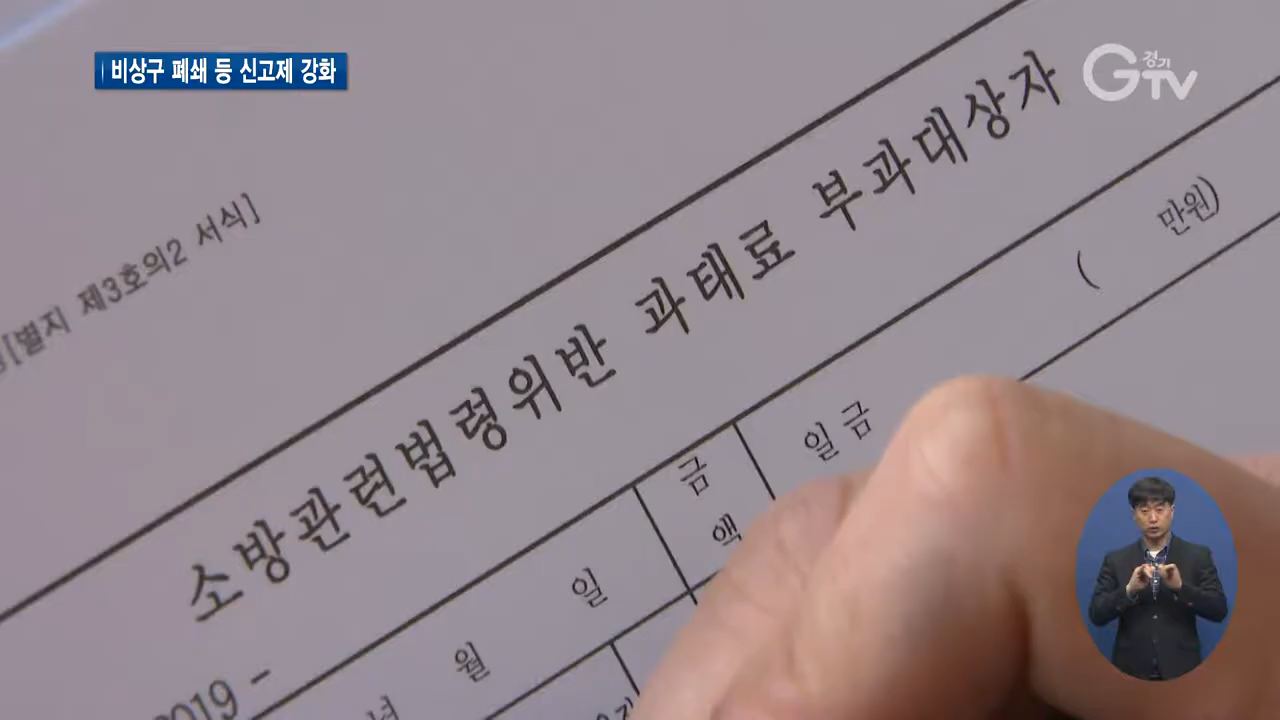 비상구 폐쇄 등 신고제 강화
경기
GTV
[별지 제3호의2 서식]
소방관련법령위반 과태료 부과대상자
( 만원)
금액
일금
2019 -
년 월 일